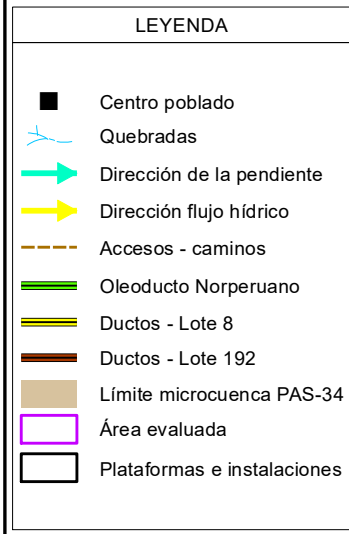 LEYENDA
Centro poblado
Quebradas
Dirección de la pendiente
Dirección flujo hídrico
Accesos - caminos
Oleoducto Norperuano
Ductos - Lote 8
Ductos - Lote 192
Límite microcuenca PAS-34
Área evaluada
Plataformas e instalaciones